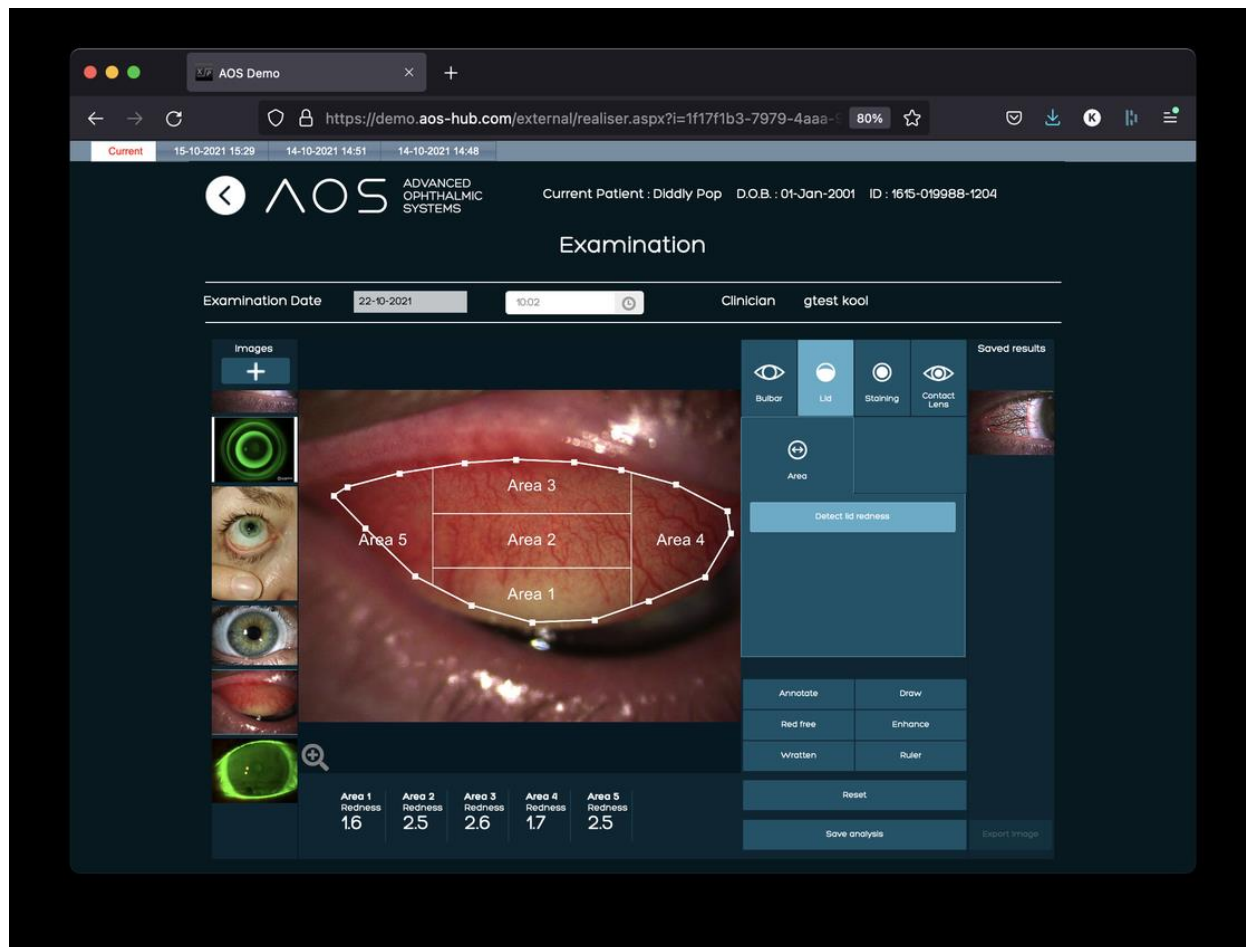 AOS Demo
https://demo.aos-hub.com/external/realiser.aspx?i=1f17f1b3-7979-4aaa-
80%
K
Current 15-10-2021 15:29 14-10-2021 14:51 14-10-2021 14:48
AOS
ADVANCED
OPHTHALMIC
SYSTEMS
Current Patient : Diddly Pop D.O.B. : 01-Jan-2001 ID : 1615-019988-1204
Examination
Examination Date 22-10-2021 10:02 Clinician gtest kool
Images
Bulbar Lid Staining Contact
Lens
Saved results
Area
Detect lid redness
Area 3
Area 5 Area 2 Area 4
Area 1
Annotate Draw
Red free Enhance
Wratten Ruler
Reset
Save analysis
Export Image
Area 1 Area 2 Area 3 Area 4 Area 5
Redness Redness Redness Redness Redness
1.6 2.5 2.6 1.7 2.5